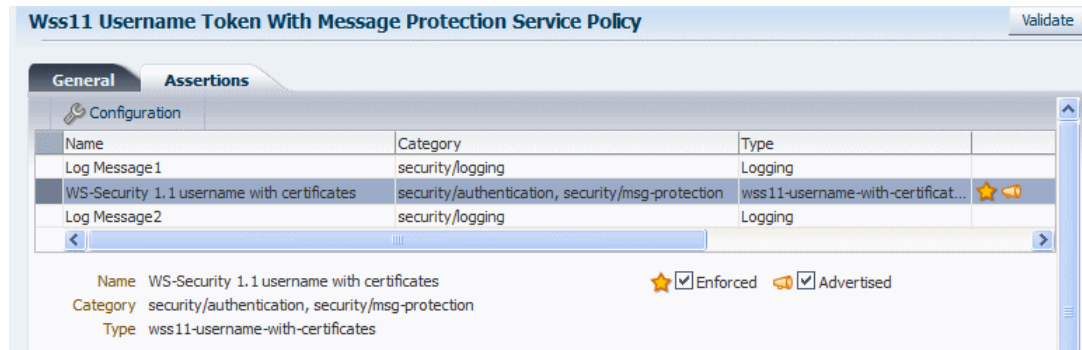 Wss11 Username Token With Message Protection Service Policy Validate
General Assertions
Configuration
Name Category Type
Log Message1 security/logging Logging
WS-Security 1.1 username with certificates security/authentication, security/msg-protection wss11-username-with-certificat...
Log Message2 security/logging Logging
Name WS-Security 1.1 username with certificates Enforced Advertised
Category security/authentication, security/msg-protection
Type wss11-username-with-certificates